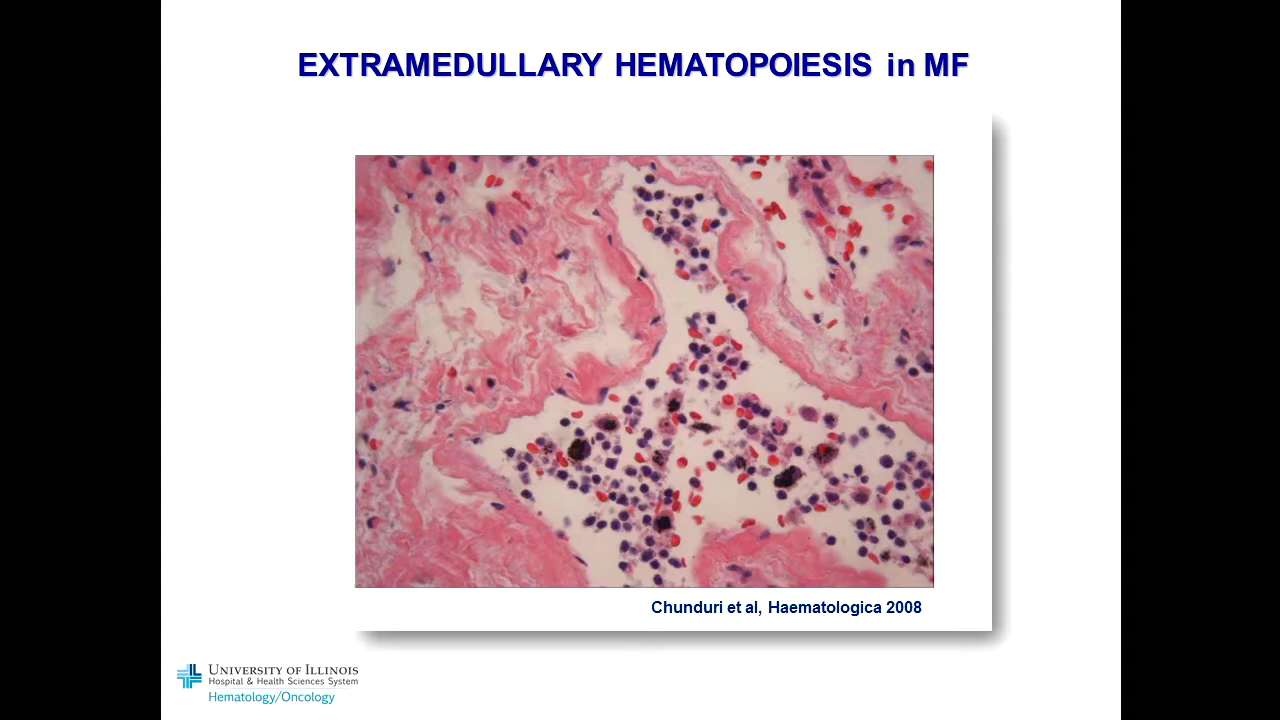 EXTRAMEDULLARY HEMATOPOIESIS in MF
Chunduri et al, Haematologica 2008
UNIVERSITY OF ILLINOIS
Hospital & Health Sciences System
Hematology/Oncology